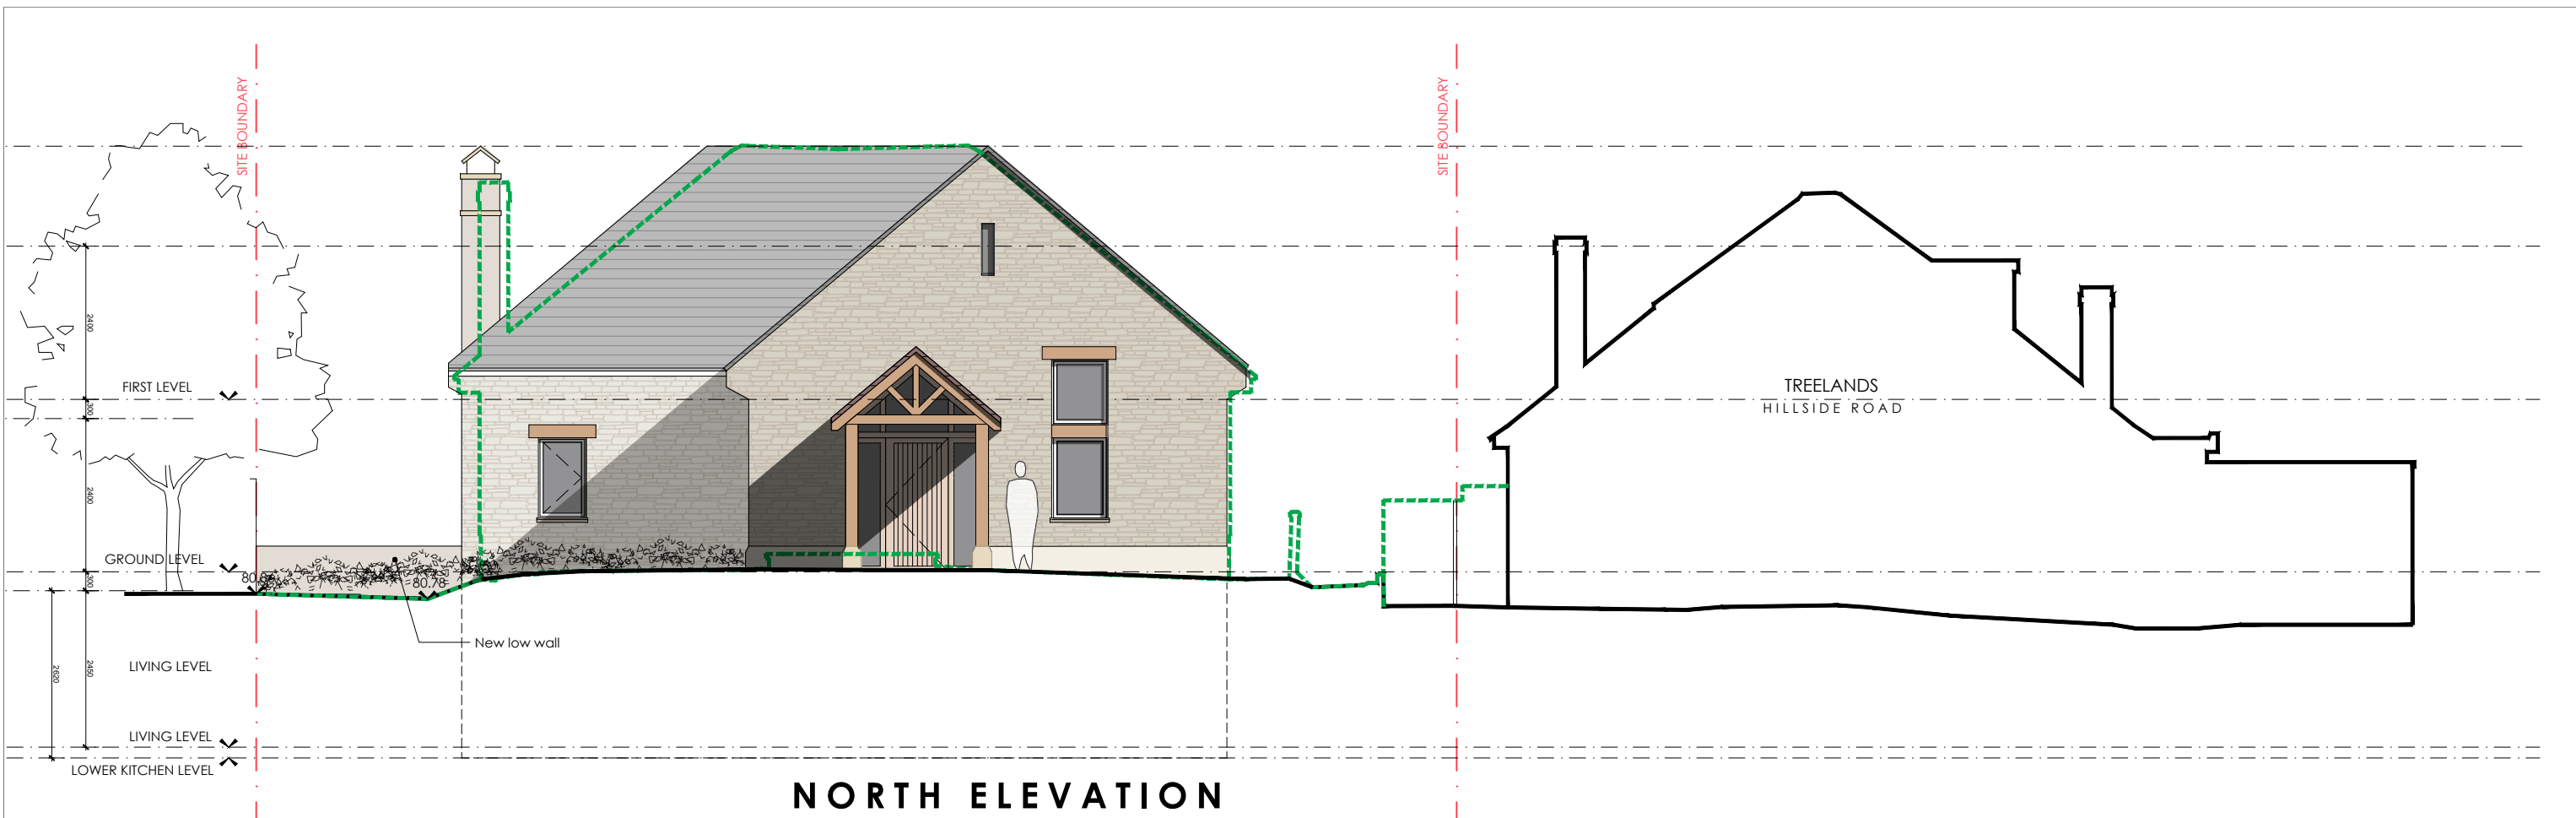 SITE BOUNDARY
SITE BOUNDARY
2400
FIRST LEVEL
300
TREELANDS
HILLSIDE ROAD
2400
GROUND LEVEL
300
80.78
New low wall
LIVING LEVEL
2450
2620
LIVING LEVEL
LOWER KITCHEN LEVEL
NORTH ELEVATION